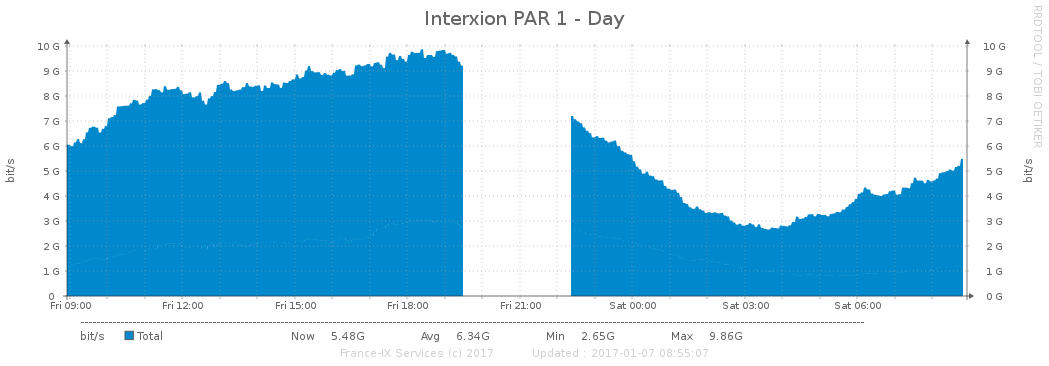 Interxion PAR 1 - Day
RRDTOOL / TOBI OETIKER
bit/s
10 G 10 G
9 G 9 G
8 G 8 G
7 G 7 G
6 G 6 G
5 G 5 G
4 G 4 G
3 G 3 G
2 G 2 G
1 G 1 G
0 0 G
bit/s
Fri 09:00 Fri 12:00 Fri 15:00 Fri 18:00 Fri 21:00 Sat 00:00 Sat 03:00 Sat 06:00
bit/s Total Now 5.48G Avg 6.34G Min 2.65G Max 9.86G
France-IX Services (c) 2017 Updated : 2017-01-07 08:55:07